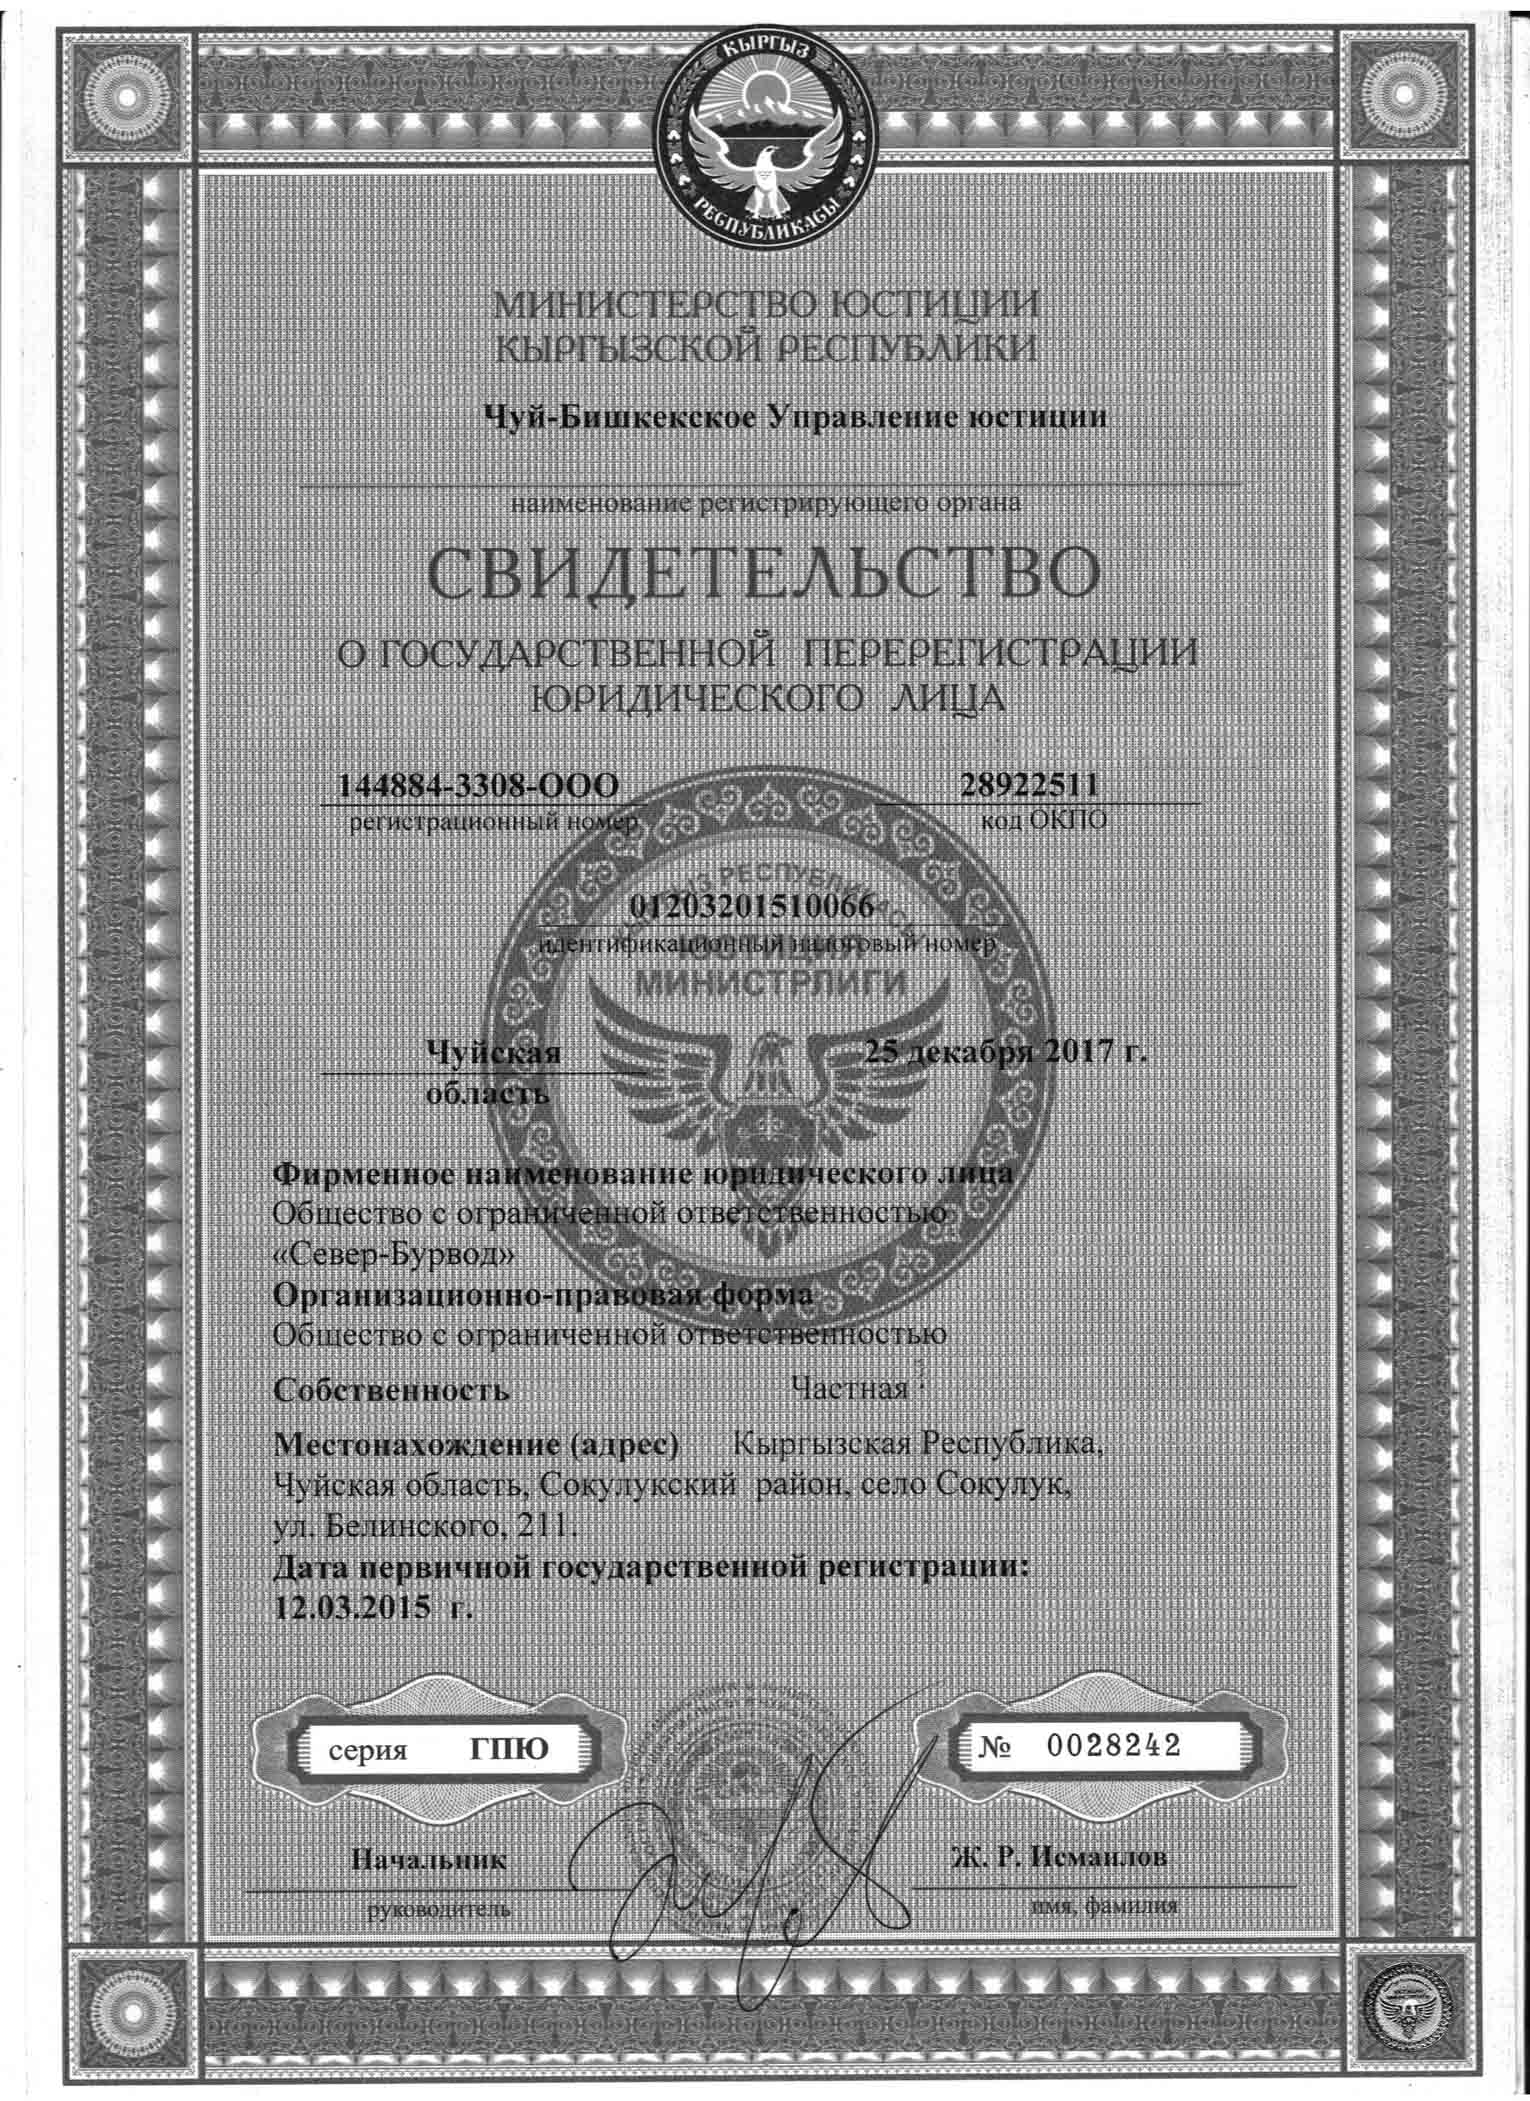 КЫРГЫЗ
РЕСПУБЛИКАСЫ
МИНИСТЕРСТВО ЮСТИЦИИ
КЫРГЫЗСКОЙ РЕСПУБЛИКИ
Чуй-Бишкекское Управление юстиции
наименование регистрирующего органа
СВИДЕТЕЛЬСТВО
О ГОСУДАРСТВЕННОЙ ПЕРЕРЕГИСТРАЦИИ
ЮРИДИЧЕСКОГО ЛИЦА
144884-3308-ООО 28922511
регистрационный номер код ОКПО
КЫРГЫЗ РЕСПУБЛИКАСЫ
01203201510066
идентификационный налоговый номер
ЮСТИЦИЯ
МИНИСТРЛИГИ
Чуйская 25 декабря 2017 г.
область
Фирменное наименование юридического лица
Общество с ограниченной ответственностью
«Север-Бурвод»
Организационно-правовая форма
Общество с ограниченной ответственностью
Собственность Частная
Местонахождение (адрес) Кыргызская Республика,
Чуйская область, Сокулукский район, село Сокулук,
ул. Белинского, 211.
Дата первичной государственной регистрации:
12.03.2015 г.
серия ГПЮ № 0028242
Начальник Ж. Р. Исмаилов
руководитель имя, фамилия